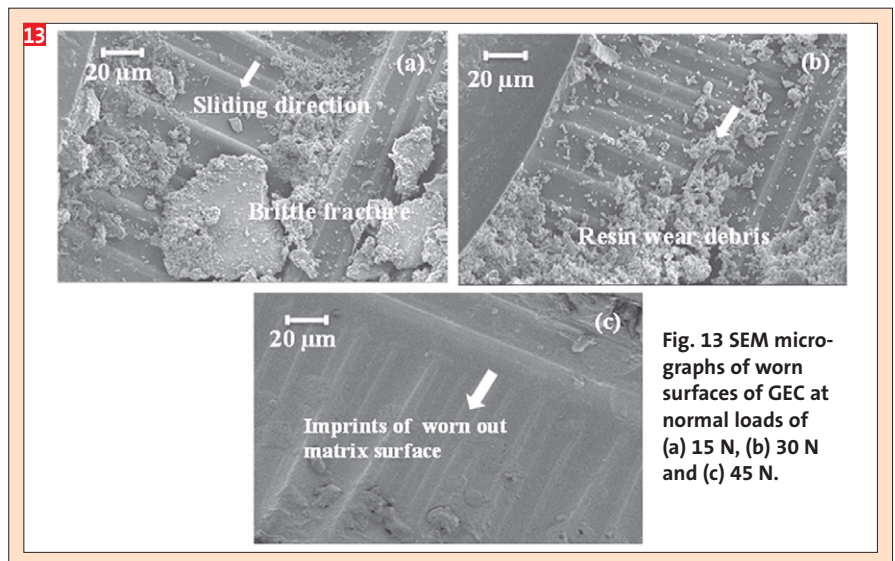 13
20 µm
(a)
Sliding direction
Brittle fracture
20 µm
(b)
Resin wear debris
20 µm
(c)
Imprints of worn out
matrix surface
Fig. 13 SEM micro-
graphs of worn
surfaces of GEC at
normal loads of
(a) 15 N, (b) 30 N
and (c) 45 N.